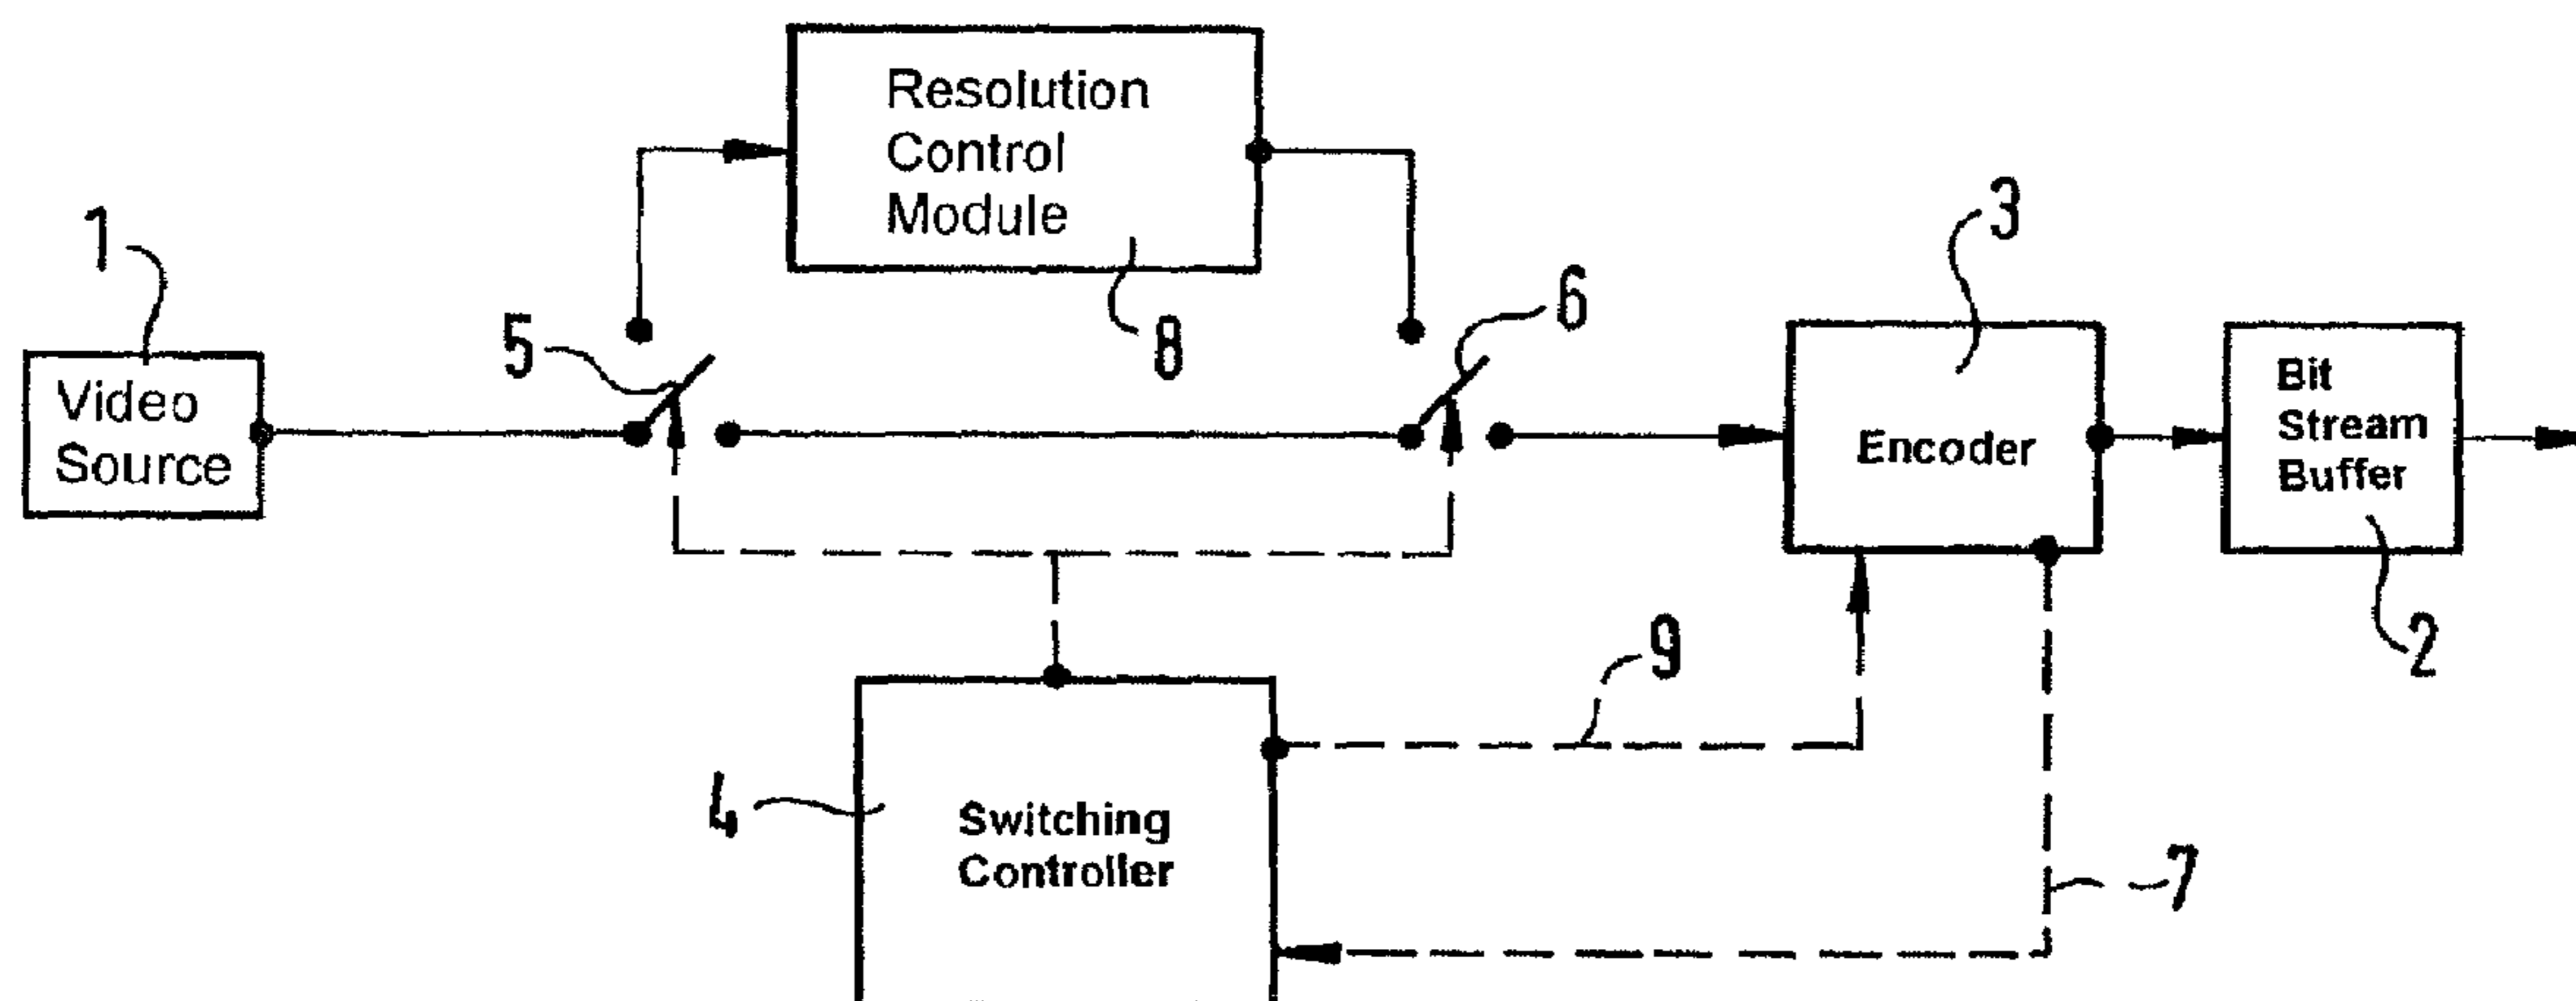 Resolution
Control
Module
8
1
Video
Source
5
6
3
Encoder
Bit
Stream
Buffer
2
9
4
Switching
Controller
7